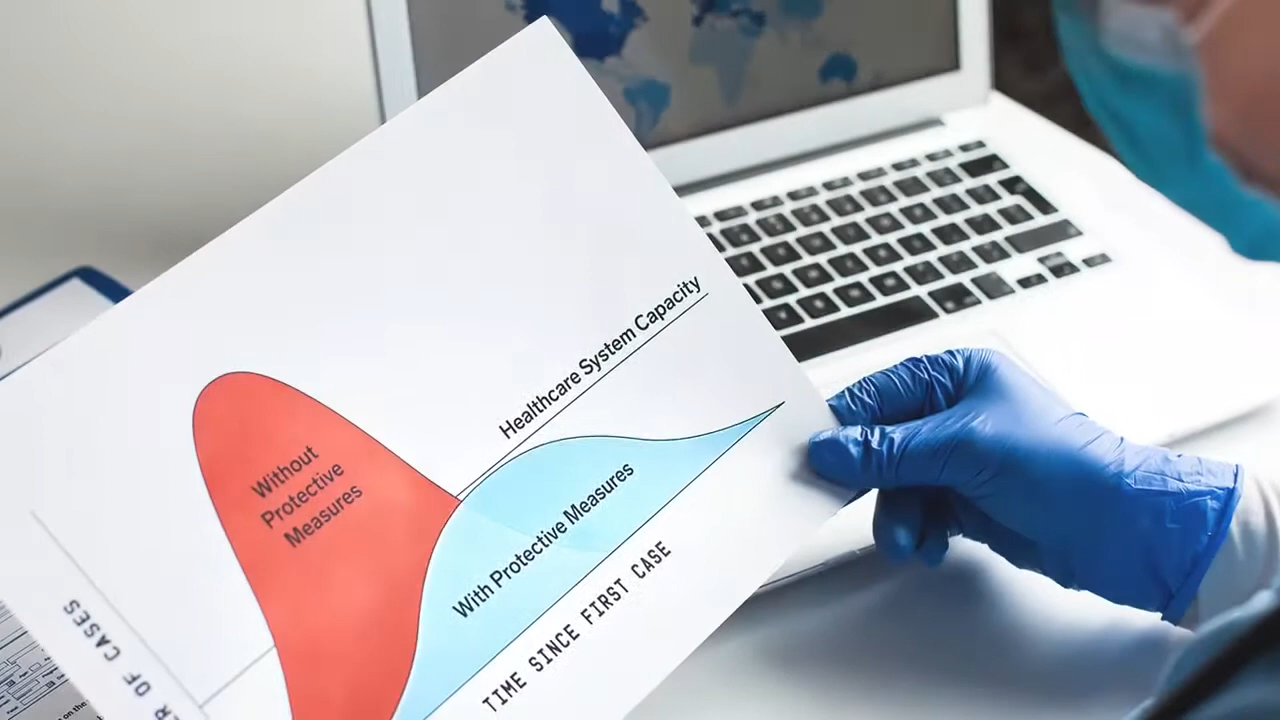 Healthcare System Capacity
Without
Protective
Measures
With Protective Measures
TIME SINCE FIRST CASE
OF CASES